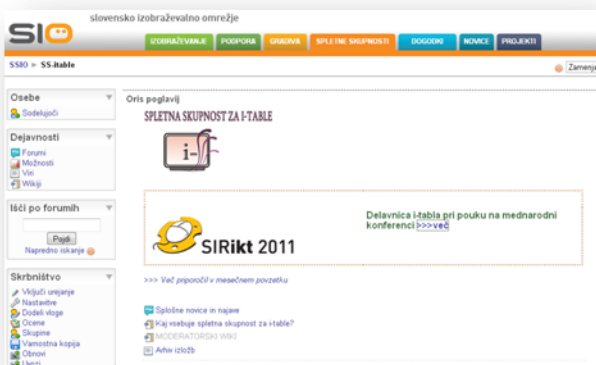 slovensko izobraževalno omrežje
SIO
IZOBRAŽEVANJE PODPORA GRADIVA SPLETNE SKUPNOSTI DOGODKI NOVICE PROJEKTI
SSIO ► SS-itable
Zamenja
Osebe
Sodelujoči
Dejavnosti
Forumi
Možnosti
Viri
Wikiji
Išči po forumih
Pojdi
Napredno iskanje
Skrbništvo
Vključi urejanje
Nastavitve
Dodeli vloge
Ocene
Skupine
Varnostna kopija
Obnovi
Uvozi
Oris poglavij
SPLETNA SKUPNOST ZA I-TABLE
i-
SIRikt 2011
Delavnica i-tabla pri pouku na mednarodni
konferenci >>>več
>>> Več priporočil v mesečnem povzetku
Splošne novice in najave
Kaj vsebuje spletna skupnost za i-table?
MODERATORSKI WIKI
Arhiv izložb